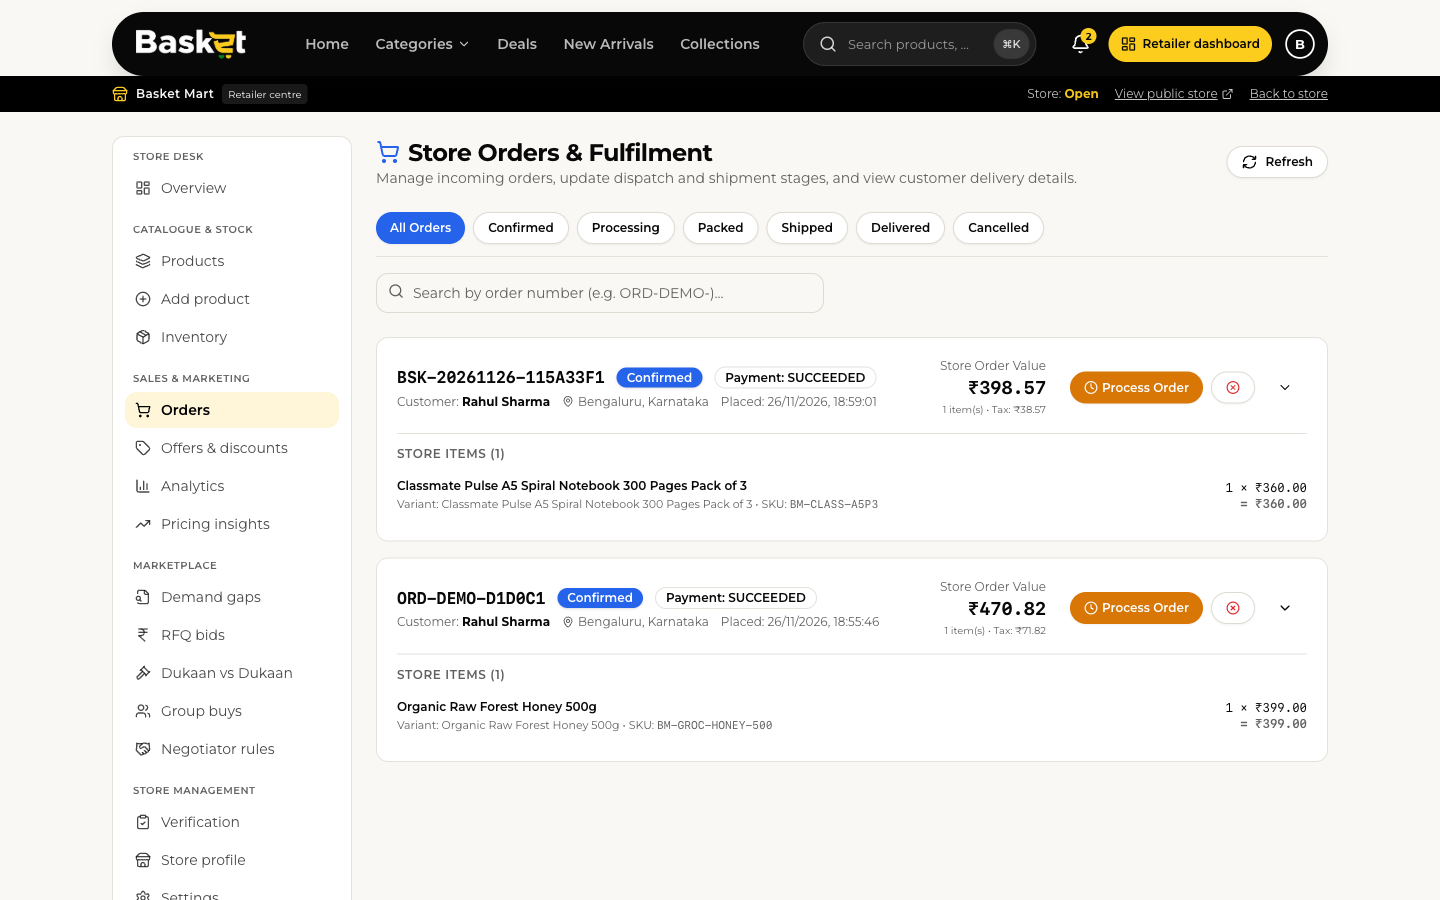 Basket
Home
Categories
Deals
New Arrivals
Collections
Search products, ...
⌘K
2
Retailer dashboard
B
Basket Mart
Retailer centre
Store: Open
View public store
Back to store
STORE DESK
Overview
CATALOGUE & STOCK
Products
Add product
Inventory
SALES & MARKETING
Orders
Offers & discounts
Analytics
Pricing insights
MARKETPLACE
Demand gaps
RFQ bids
Dukaan vs Dukaan
Group buys
Negotiator rules
STORE MANAGEMENT
Verification
Store profile
Settings
Store Orders & Fulfilment
Manage incoming orders, update dispatch and shipment stages, and view customer delivery details.
Refresh
All Orders
Confirmed
Processing
Packed
Shipped
Delivered
Cancelled
Search by order number (e.g. ORD-DEMO-)...
BSK-20261126-115A33F1
Confirmed
Payment: SUCCEEDED
Customer: Rahul Sharma
Bengaluru, Karnataka
Placed: 26/11/2026, 18:59:01
Store Order Value
₹398.57
1 item(s) • Tax: ₹38.57
Process Order
STORE ITEMS (1)
Classmate Pulse A5 Spiral Notebook 300 Pages Pack of 3
Variant: Classmate Pulse A5 Spiral Notebook 300 Pages Pack of 3 • SKU: BM-CLASS-A5P3
1 × ₹360.00
= ₹360.00
ORD-DEMO-D1D0C1
Confirmed
Payment: SUCCEEDED
Customer: Rahul Sharma
Bengaluru, Karnataka
Placed: 26/11/2026, 18:55:46
Store Order Value
₹470.82
1 item(s) • Tax: ₹71.82
Process Order
STORE ITEMS (1)
Organic Raw Forest Honey 500g
Variant: Organic Raw Forest Honey 500g • SKU: BM-GROC-HONEY-500
1 × ₹399.00
= ₹399.00